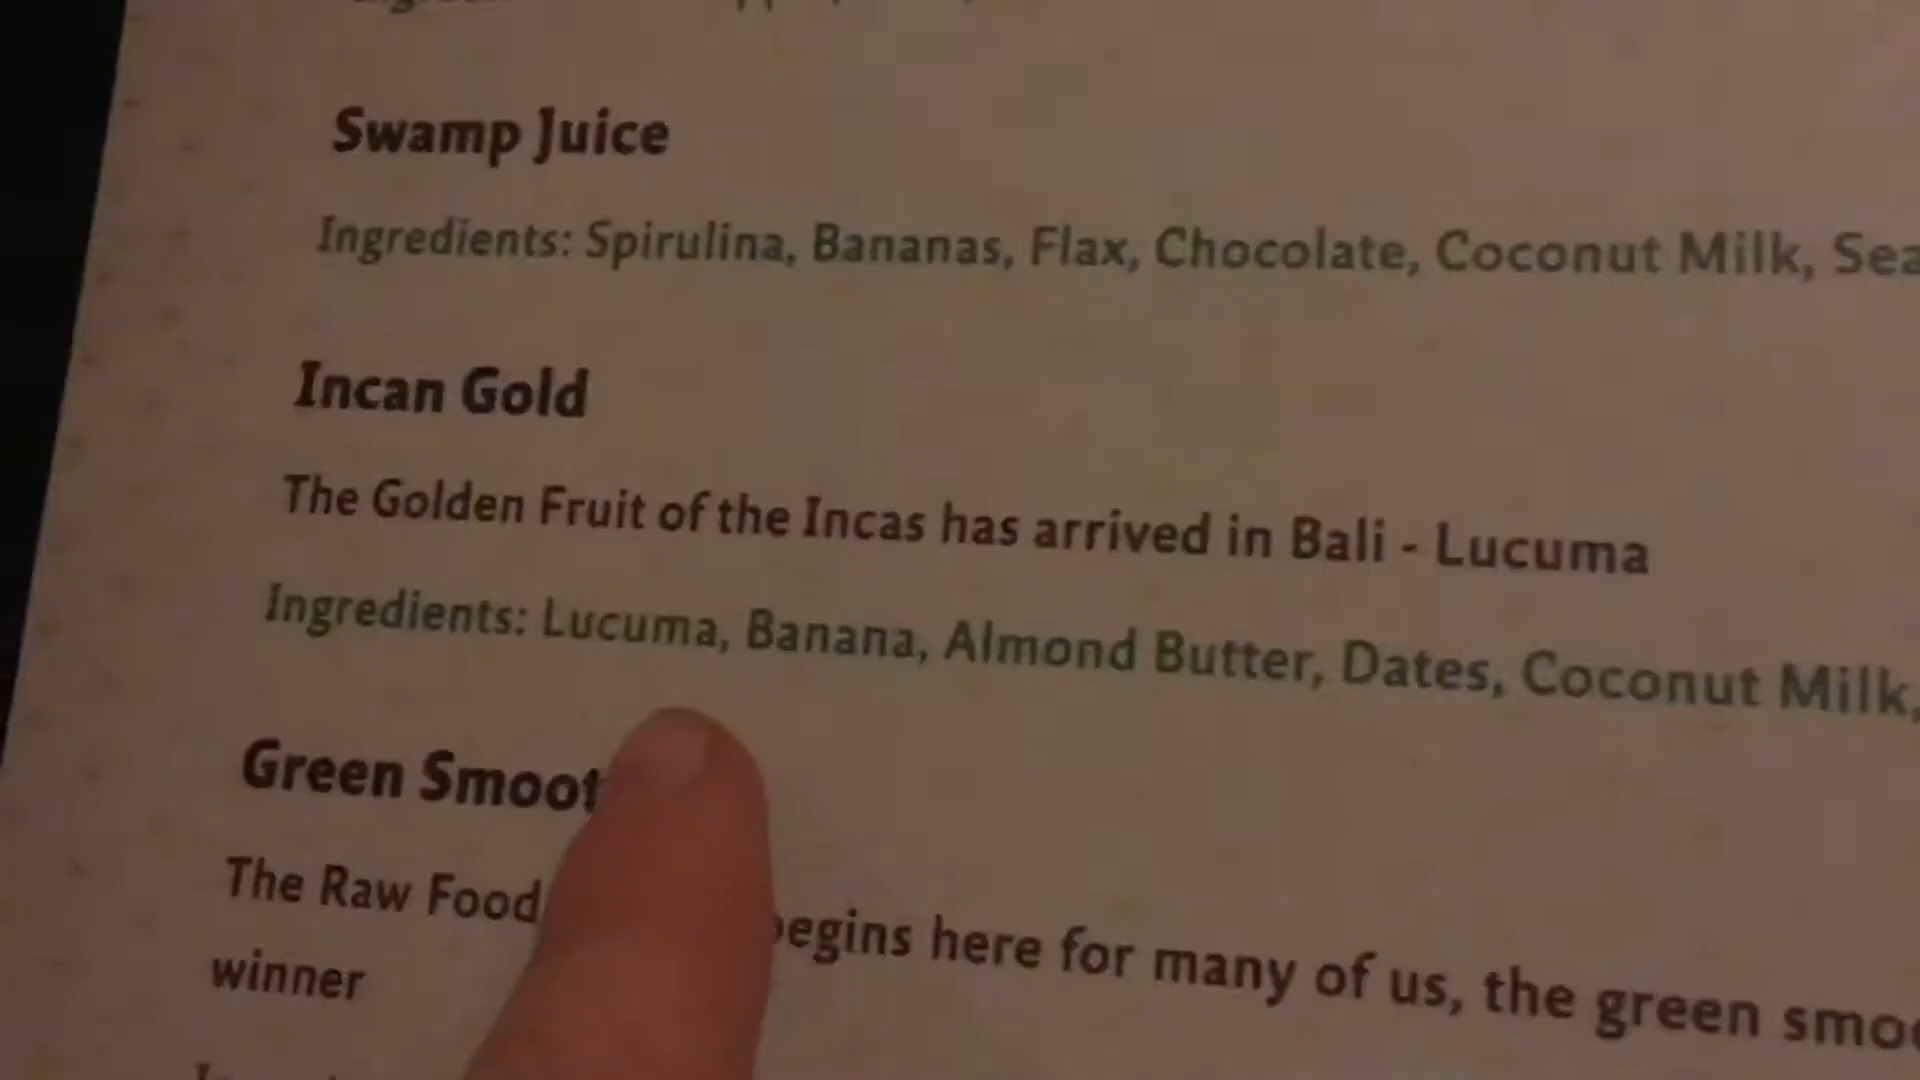 Swamp Juice
Ingredients: Spirulina, Bananas, Flax, Chocolate, Coconut Milk,
Incan Gold
The Golden Fruit of the Incas has arrived in Bali - Lucuma
Ingredients: Lucuma, Banana, Almond Butter, Dates, Coconut Milk,
Green
The Raw Food here for many of us, the green
winner